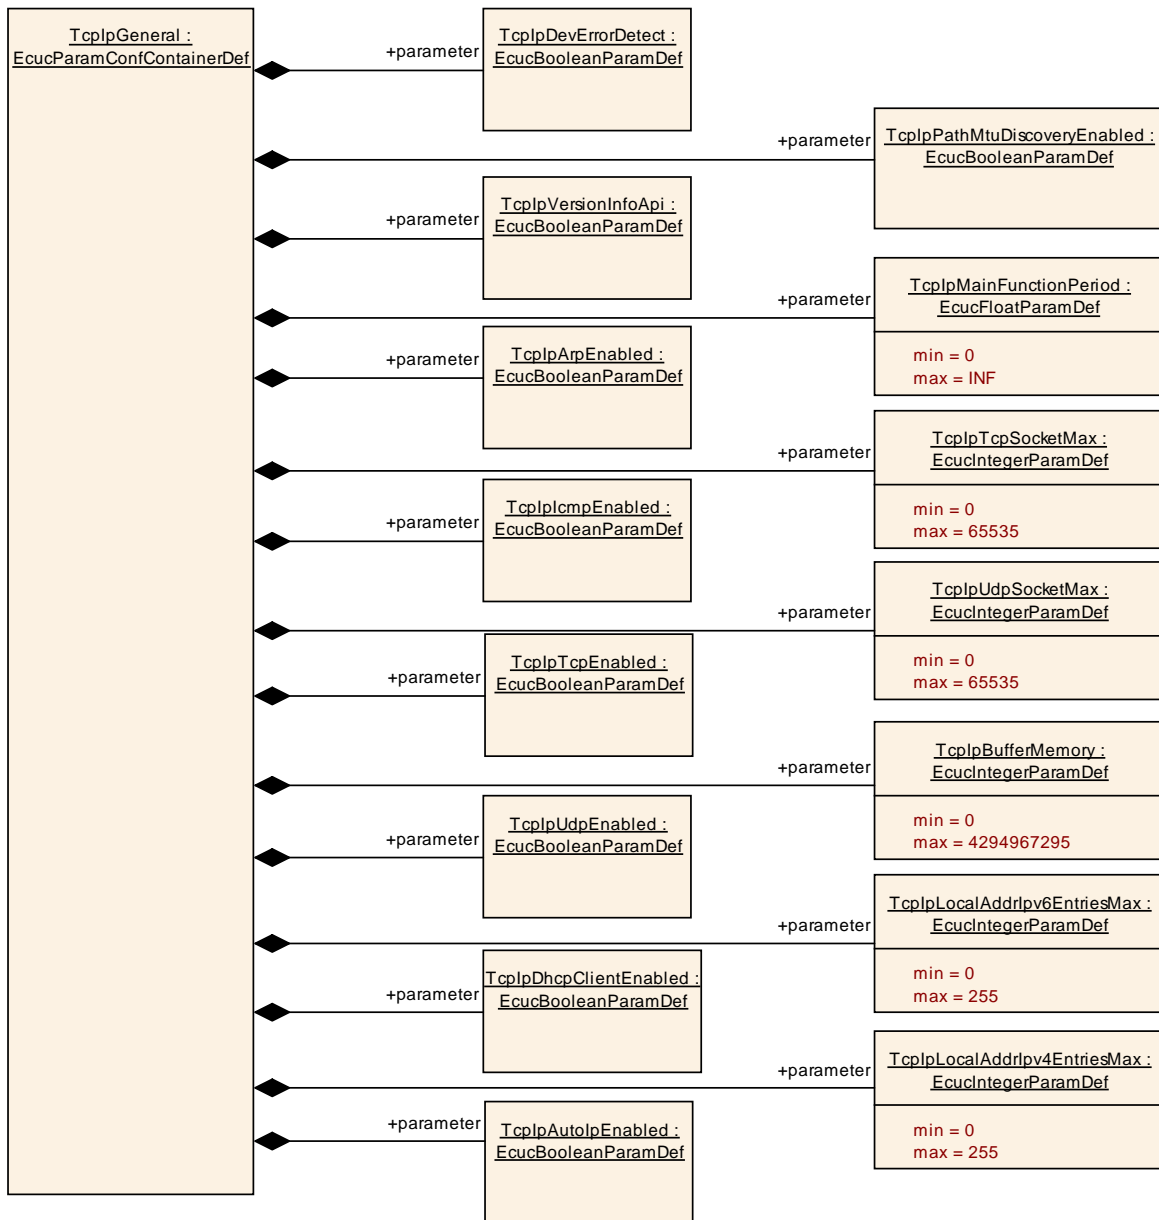 TcpIpGeneral :
EcucParamConfContainerDef
+parameter
TcpIpDevErrorDetect :
EcucBooleanParamDef
+parameter
TcpIpPathMtuDiscoveryEnabled :
EcucBooleanParamDef
+parameter
TcpIpVersionInfoApi :
EcucBooleanParamDef
+parameter
TcpIpMainFunctionPeriod :
EcucFloatParamDef
min = 0
max = INF
+parameter
TcpIpArpEnabled :
EcucBooleanParamDef
+parameter
TcpIpTcpSocketMax :
EcucIntegerParamDef
min = 0
max = 65535
+parameter
TcpIpIcmpEnabled :
EcucBooleanParamDef
+parameter
TcpIpUdpSocketMax :
EcucIntegerParamDef
min = 0
max = 65535
+parameter
TcpIpTcpEnabled :
EcucBooleanParamDef
+parameter
TcpIpBufferMemory :
EcucIntegerParamDef
min = 0
max = 4294967295
+parameter
TcpIpUdpEnabled :
EcucBooleanParamDef
+parameter
TcpIpLocalAddrIpv6EntriesMax :
EcucIntegerParamDef
min = 0
max = 255
+parameter
TcpIpDhcpClientEnabled :
EcucBooleanParamDef
+parameter
TcpIpLocalAddrIpv4EntriesMax :
EcucIntegerParamDef
min = 0
max = 255
+parameter
TcpIpAutoIpEnabled :
EcucBooleanParamDef